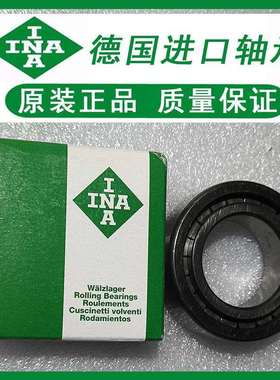 INA
INA
德国进口轴承
原装正品 质量保证
INA
INA
Wälzlager
Rolling Bearings
Roulements
Cuscinetti volventi
Rodamientos